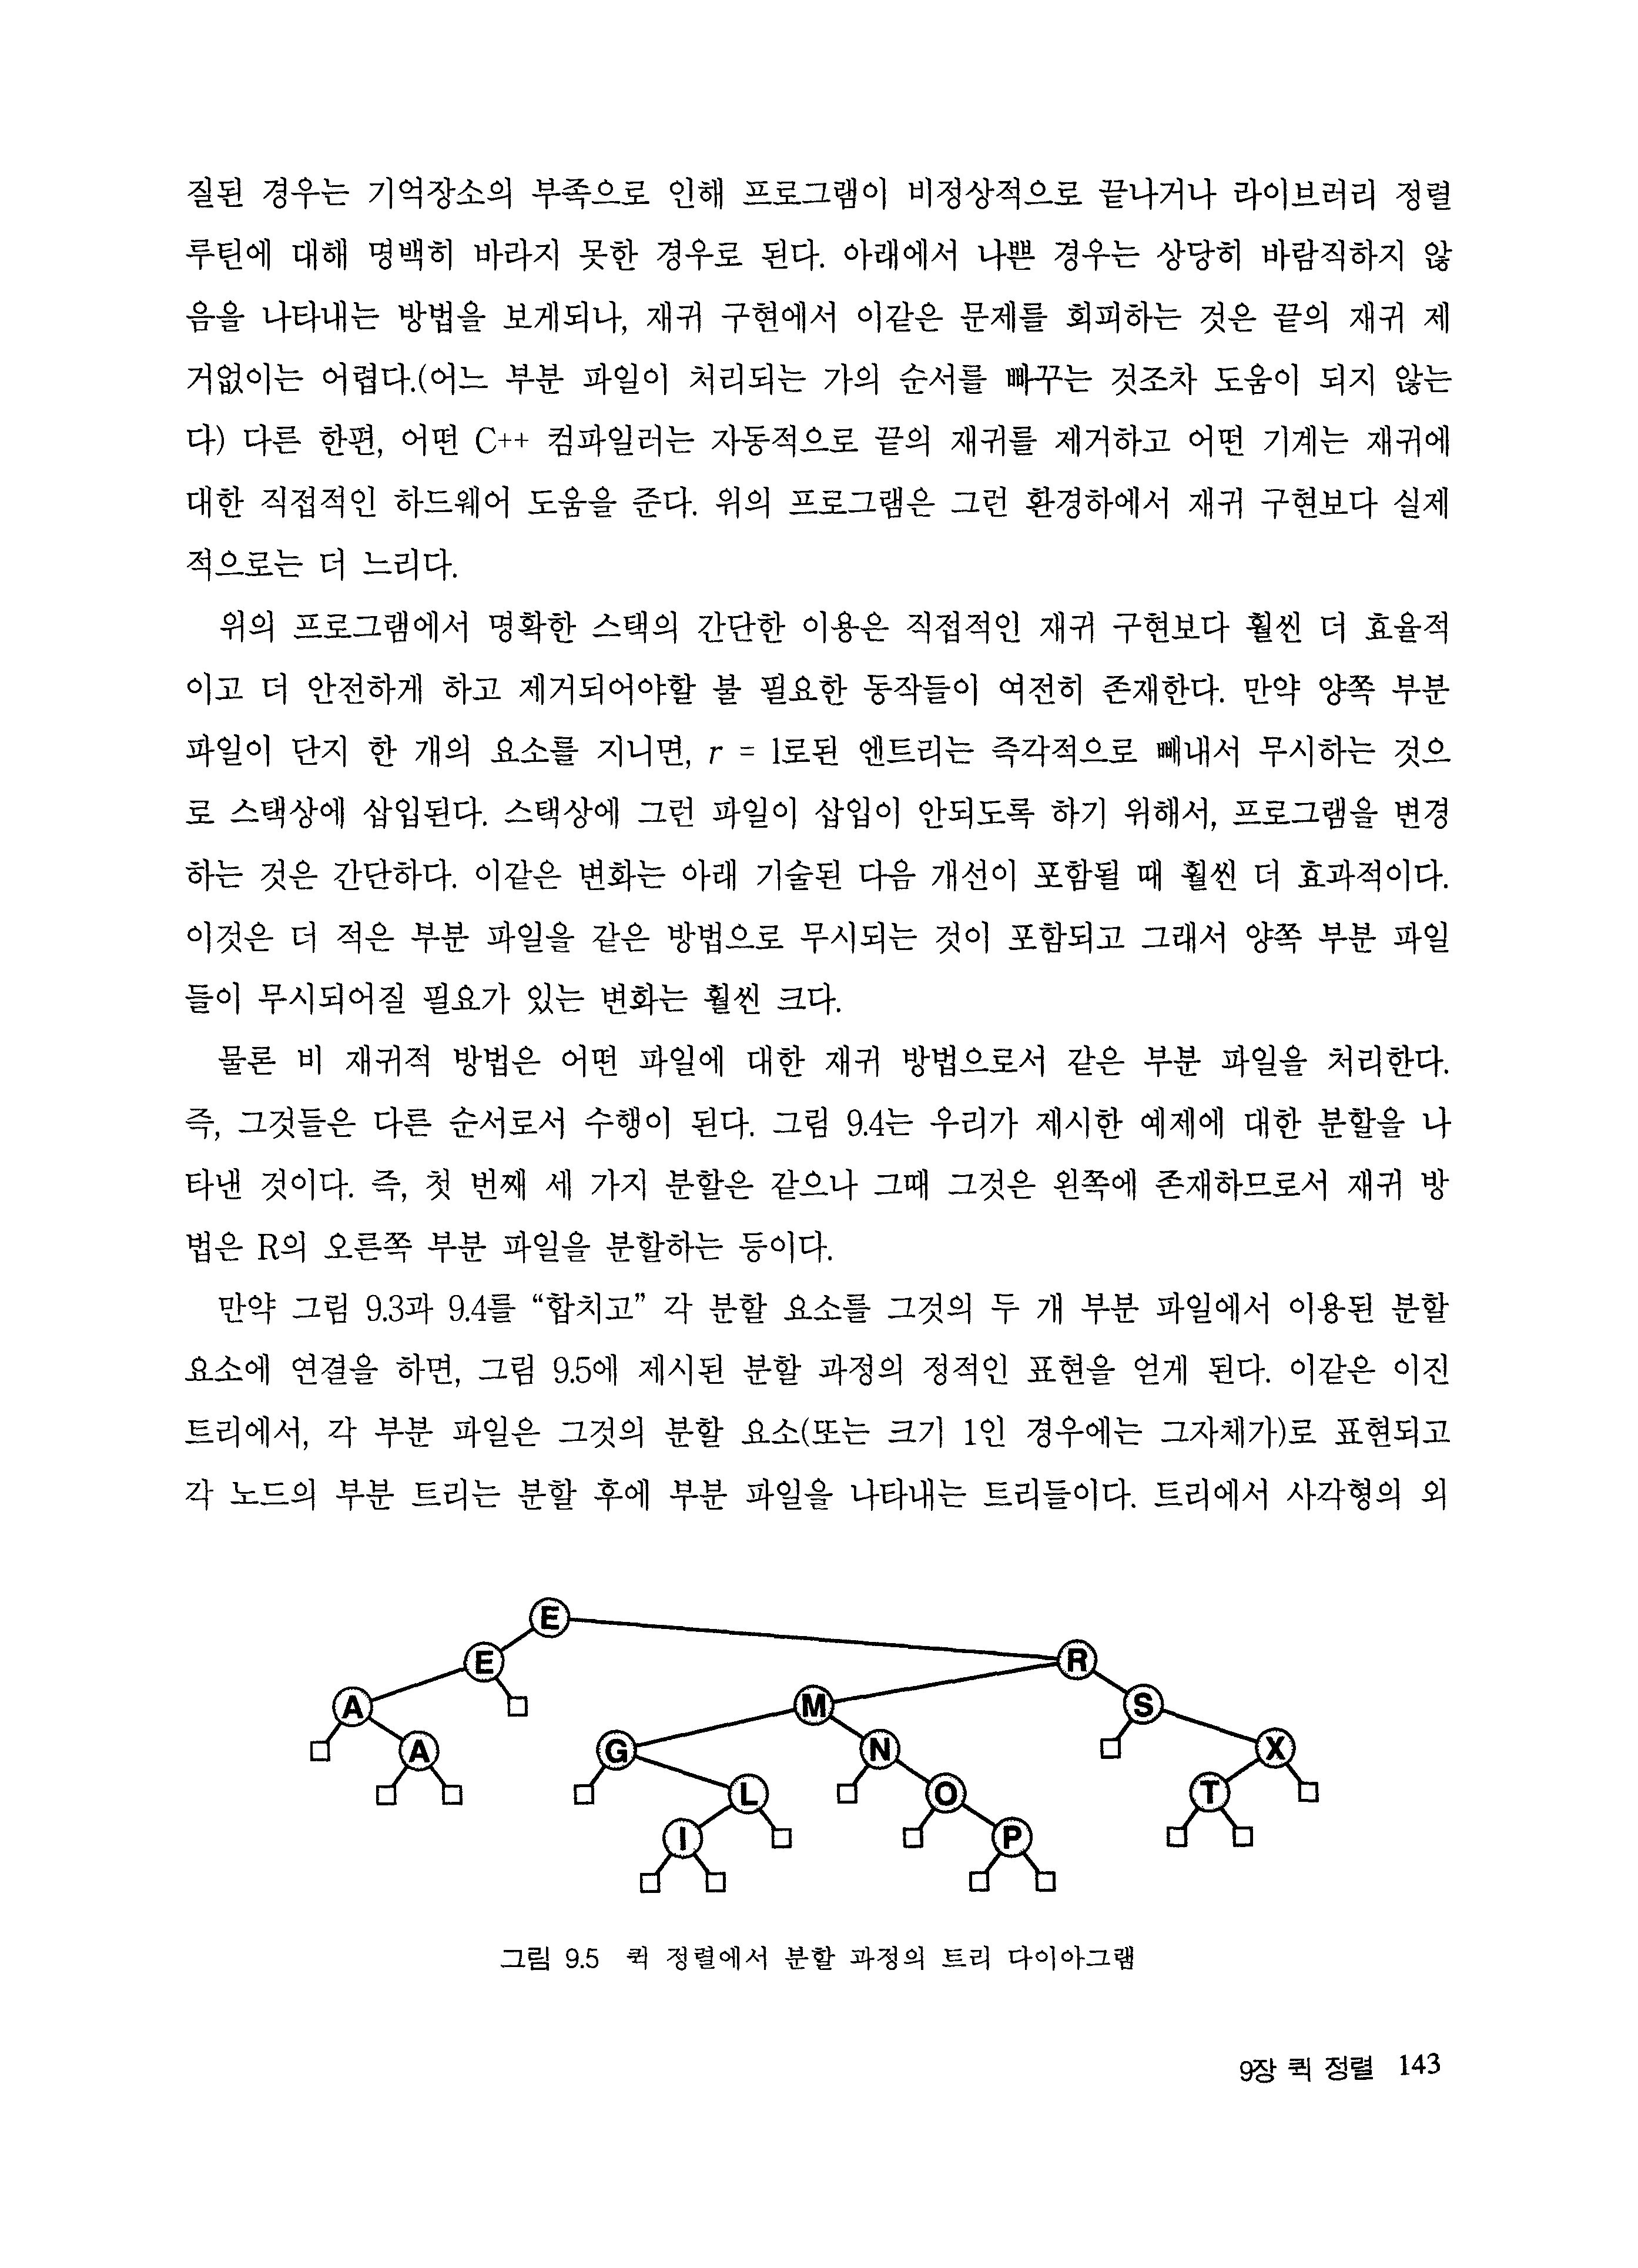 질된 경우는 기억장소의 부족으로 인해 프로그램이 비정상적으로 끝나거나 라이브러리 정렬
루틴에 대해 명백히 바라지 못한 경우로 된다. 아래에서 나쁜 경우는 상당히 바람직하지 않
음을 나타내는 방법을 보게되나, 재귀 구현에서 이같은 문제를 회피하는 것은 끝의 재귀 제
거없이는 어렵다.(어느 부분 파일이 처리되는 가의 순서를 빠꾸는 것조차 도움이 되지 않는
다) 다른 한편, 어떤 C++ 컴파일러는 자동적으로 끝의 재귀를 제거하고 어떤 기계는 재귀에
대한 직접적인 하드웨어 도움을 준다. 위의 프로그램은 그런 환경하에서 재귀 구현보다 실제
적으로는 더 느리다.
위의 프로그램에서 명확한 스택의 간단한 이용은 직접적인 재귀 구현보다 훨씬 더 효율적
이고 더 안전하게 하고 제거되어야할 불 필요한 동작들이 여전히 존재한다. 만약 양쪽 부분
파일이 단지 한 개의 요소를 지니면, r = 1로된 엔트리는 즉각적으로 빼내서 무시하는 것으
로 스택상에 삽입된다. 스택상에 그런 파일이 삽입이 안되도록 하기 위해서, 프로그램을 변경
하는 것은 간단하다. 이같은 변화는 아래 기술된 다음 개선이 포함될 때 훨씬 더 효과적이다.
이것은 더 적은 부분 파일을 같은 방법으로 무시되는 것이 포함되고 그래서 양쪽 부분 파일
들이 무시되어질 필요가 있는 변화는 훨씬 크다.
물론 비 재귀적 방법은 어떤 파일에 대한 재귀 방법으로서 같은 부분 파일을 처리한다.
즉, 그것들은 다른 순서로서 수행이 된다. 그림 9.4는 우리가 제시한 예제에 대한 분할을 나
타낸 것이다. 즉, 첫 번째 세 가지 분할은 같으나 그때 그것은 왼쪽에 존재하므로서 재귀 방
법은 R의 오른쪽 부분 파일을 분할하는 등이다.
만약 그림 9.3과 9.4를 “합치고” 각 분할 요소를 그것의 두 개 부분 파일에서 이용된 분할
요소에 연결을 하면, 그림 9.5에 제시된 분할 과정의 정적인 표현을 얻게 된다. 이같은 이진
트리에서, 각 부분 파일은 그것의 분할 요소(또는 크기 1인 경우에는 그자체가)로 표현되고
각 노드의 부분 트리는 분할 후에 부분 파일을 나타내는 트리들이다. 트리에서 사각형의 외
E
E R
A M S
A G N X
L O T
I P
그림 9.5 퀵 정렬에서 분할 과정의 트리 다이아그램
9장 퀵 정렬 143